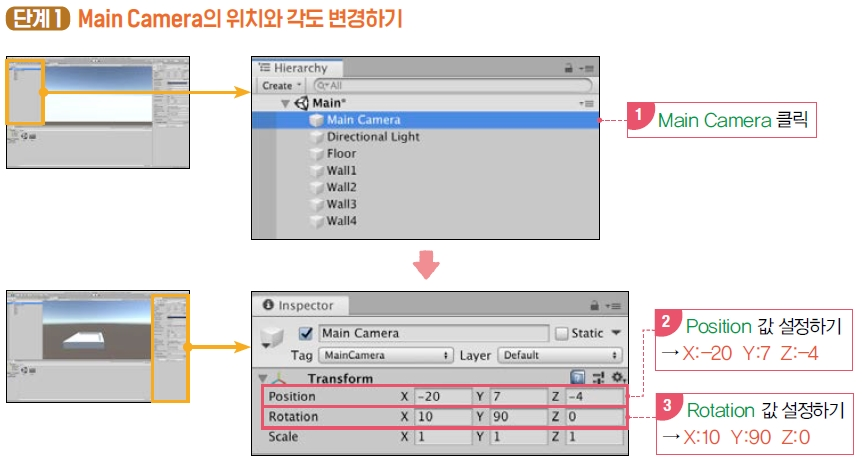 단계 1 Main Camera의 위치와 각도 변경하기
Hierarchy
Create All
Main*
Main Camera
Directional Light
Floor
Wall1
Wall2
Wall3
Wall4
1 Main Camera 클릭
Inspector
Main Camera Static
Tag MainCamera Layer Default
Transform
Position X -20 Y 7 Z -4
Rotation X 10 Y 90 Z 0
Scale X 1 Y 1 Z 1
2 Position 값 설정하기
→ X:-20 Y:7 Z:-4
3 Rotation 값 설정하기
→ X:10 Y:90 Z:0